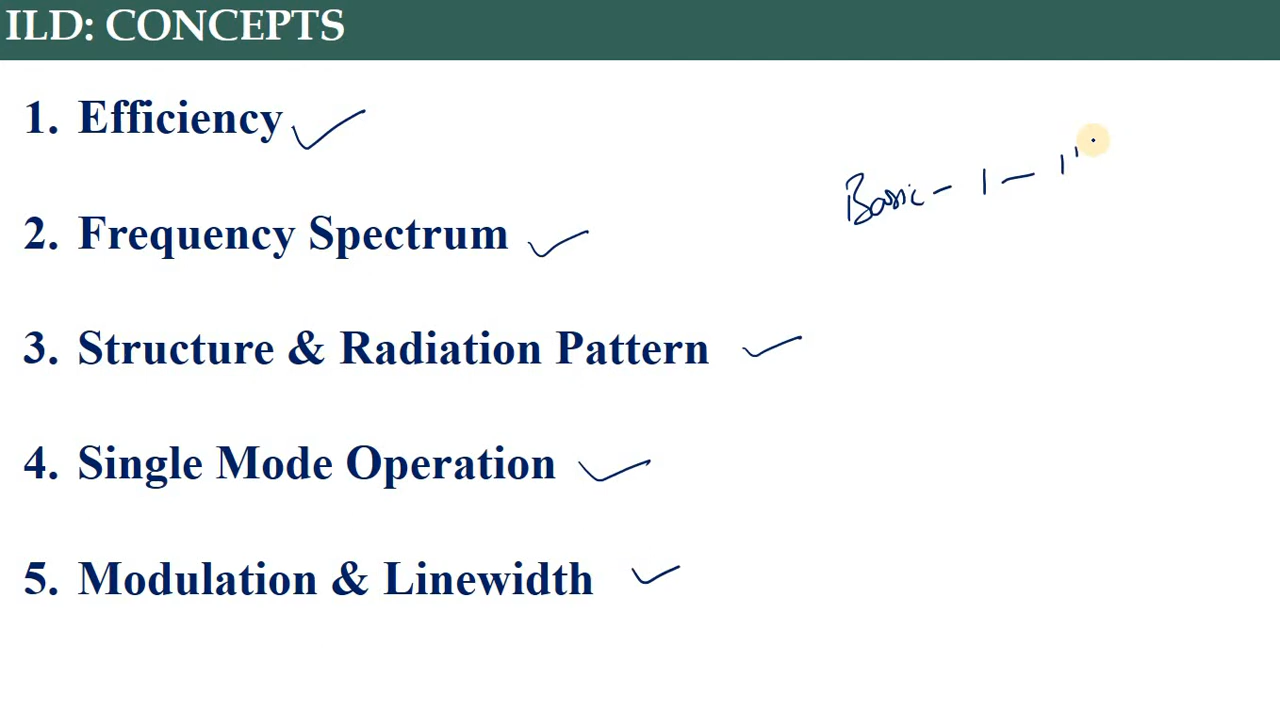 ILD: CONCEPTS
1. Efficiency
Basic - 1 -
2. Frequency Spectrum
3. Structure & Radiation Pattern
4. Single Mode Operation
5. Modulation & Linewidth